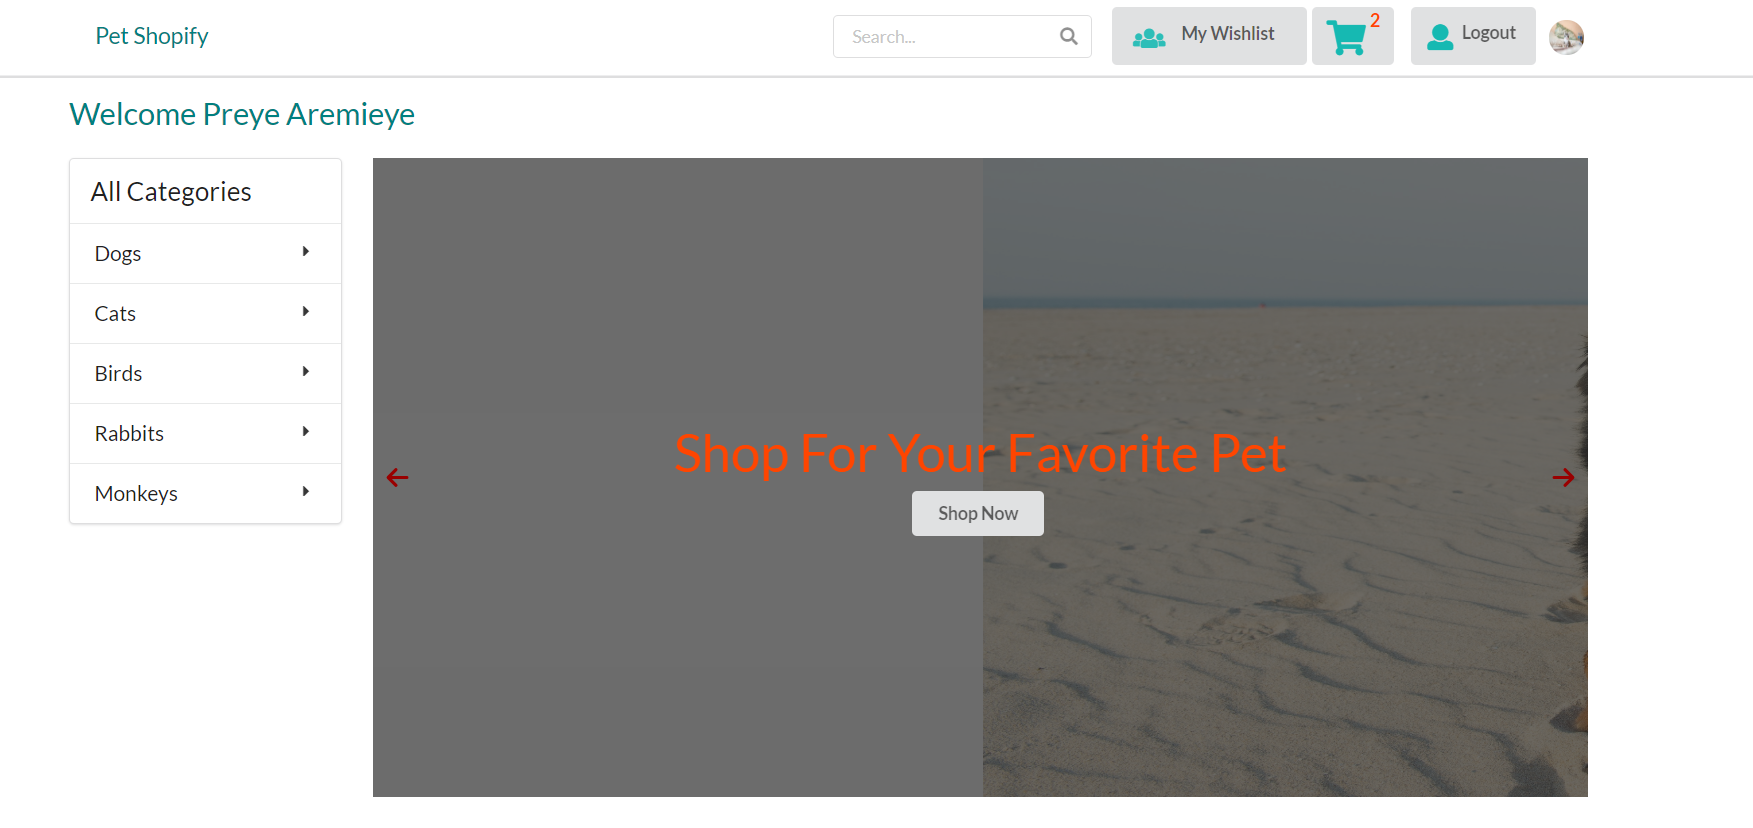 Pet Shopify
Search...
My Wishlist
2
Logout
Welcome Preye Aremieye
All Categories
Dogs
Cats
Birds
Rabbits
Monkeys
Shop For Your Favorite Pet
Shop Now